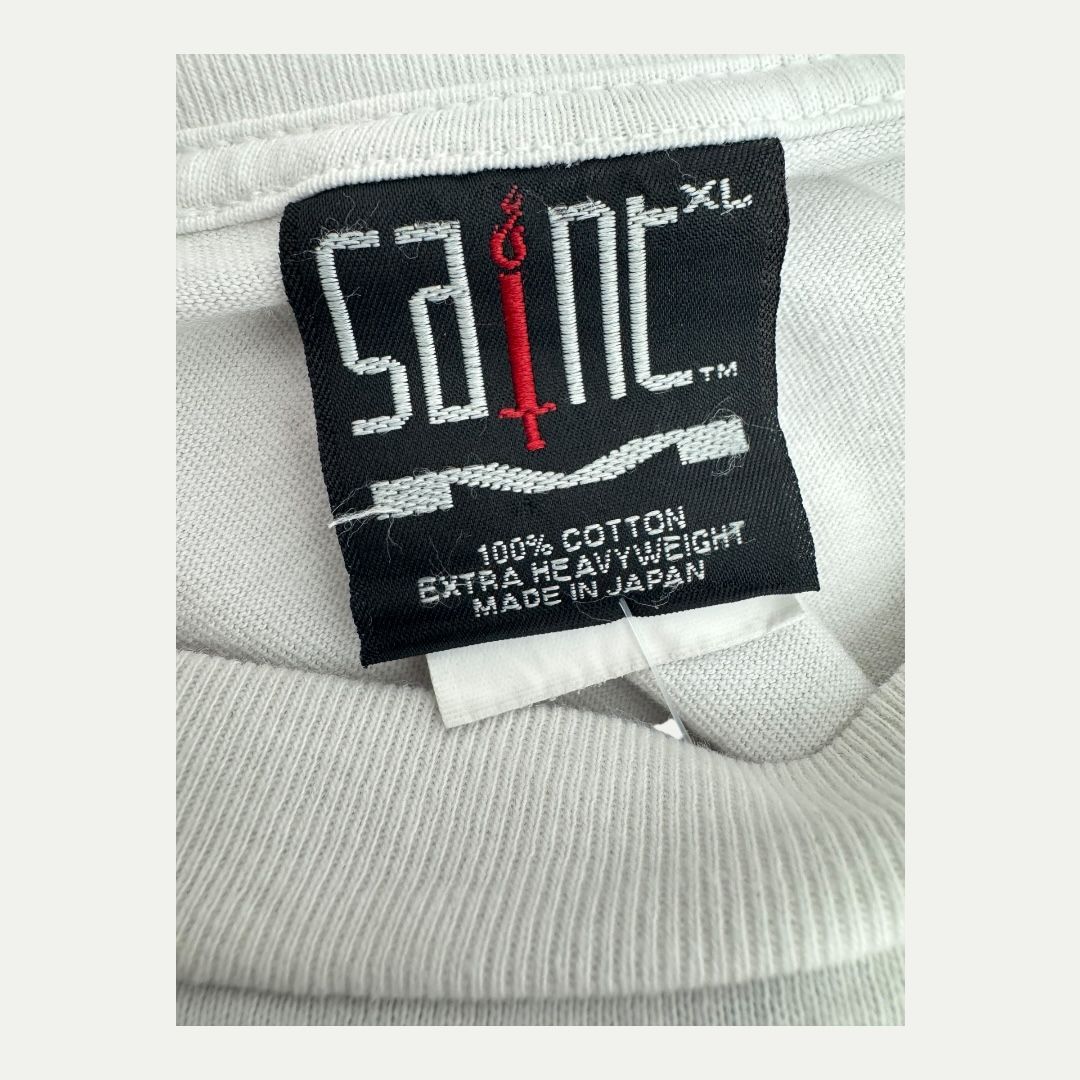 saint XL
TM
100% COTTON
EXTRA HEAVYWEIGHT
MADE IN JAPAN